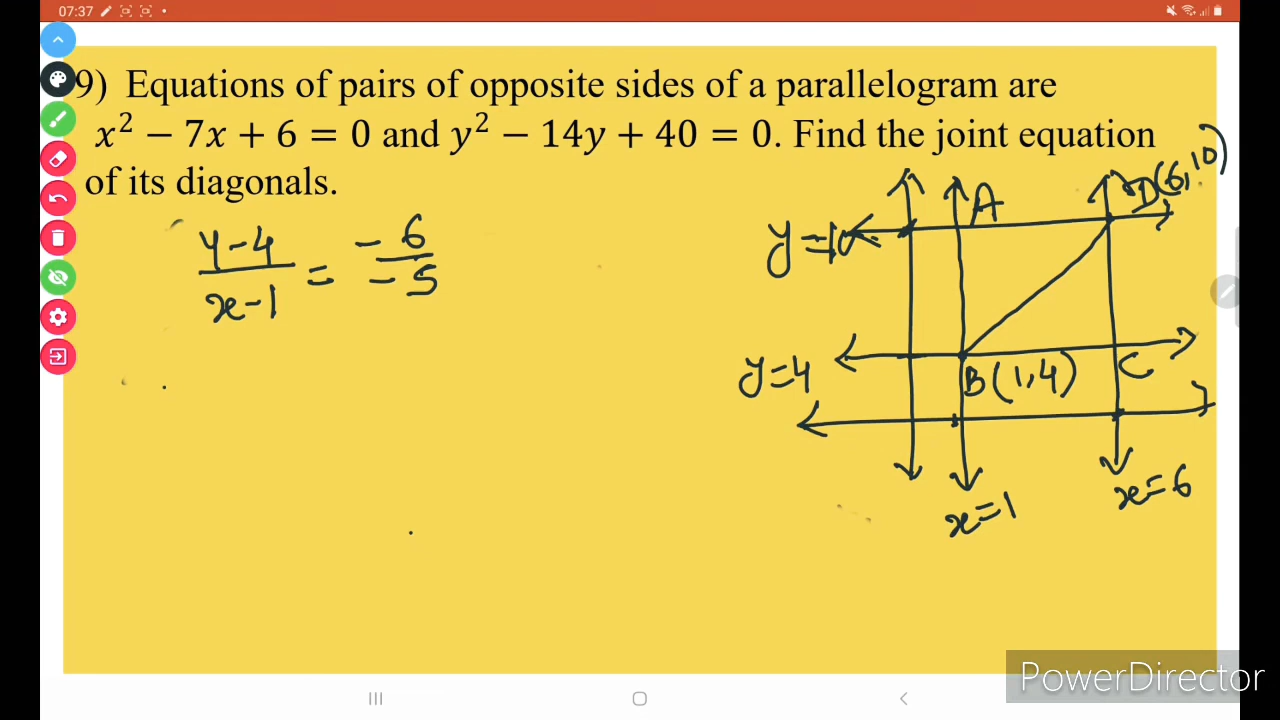 07:37
9) Equations of pairs of opposite sides of a parallelogram are
x² − 7x + 6 = 0 and y² − 14y + 40 = 0. Find the joint equation
of its diagonals.
y-4/x-1 = -6/-5
A
D(6,10)
y=10
y=4
B(1,4)
C
x=1
x=6
PowerDirector